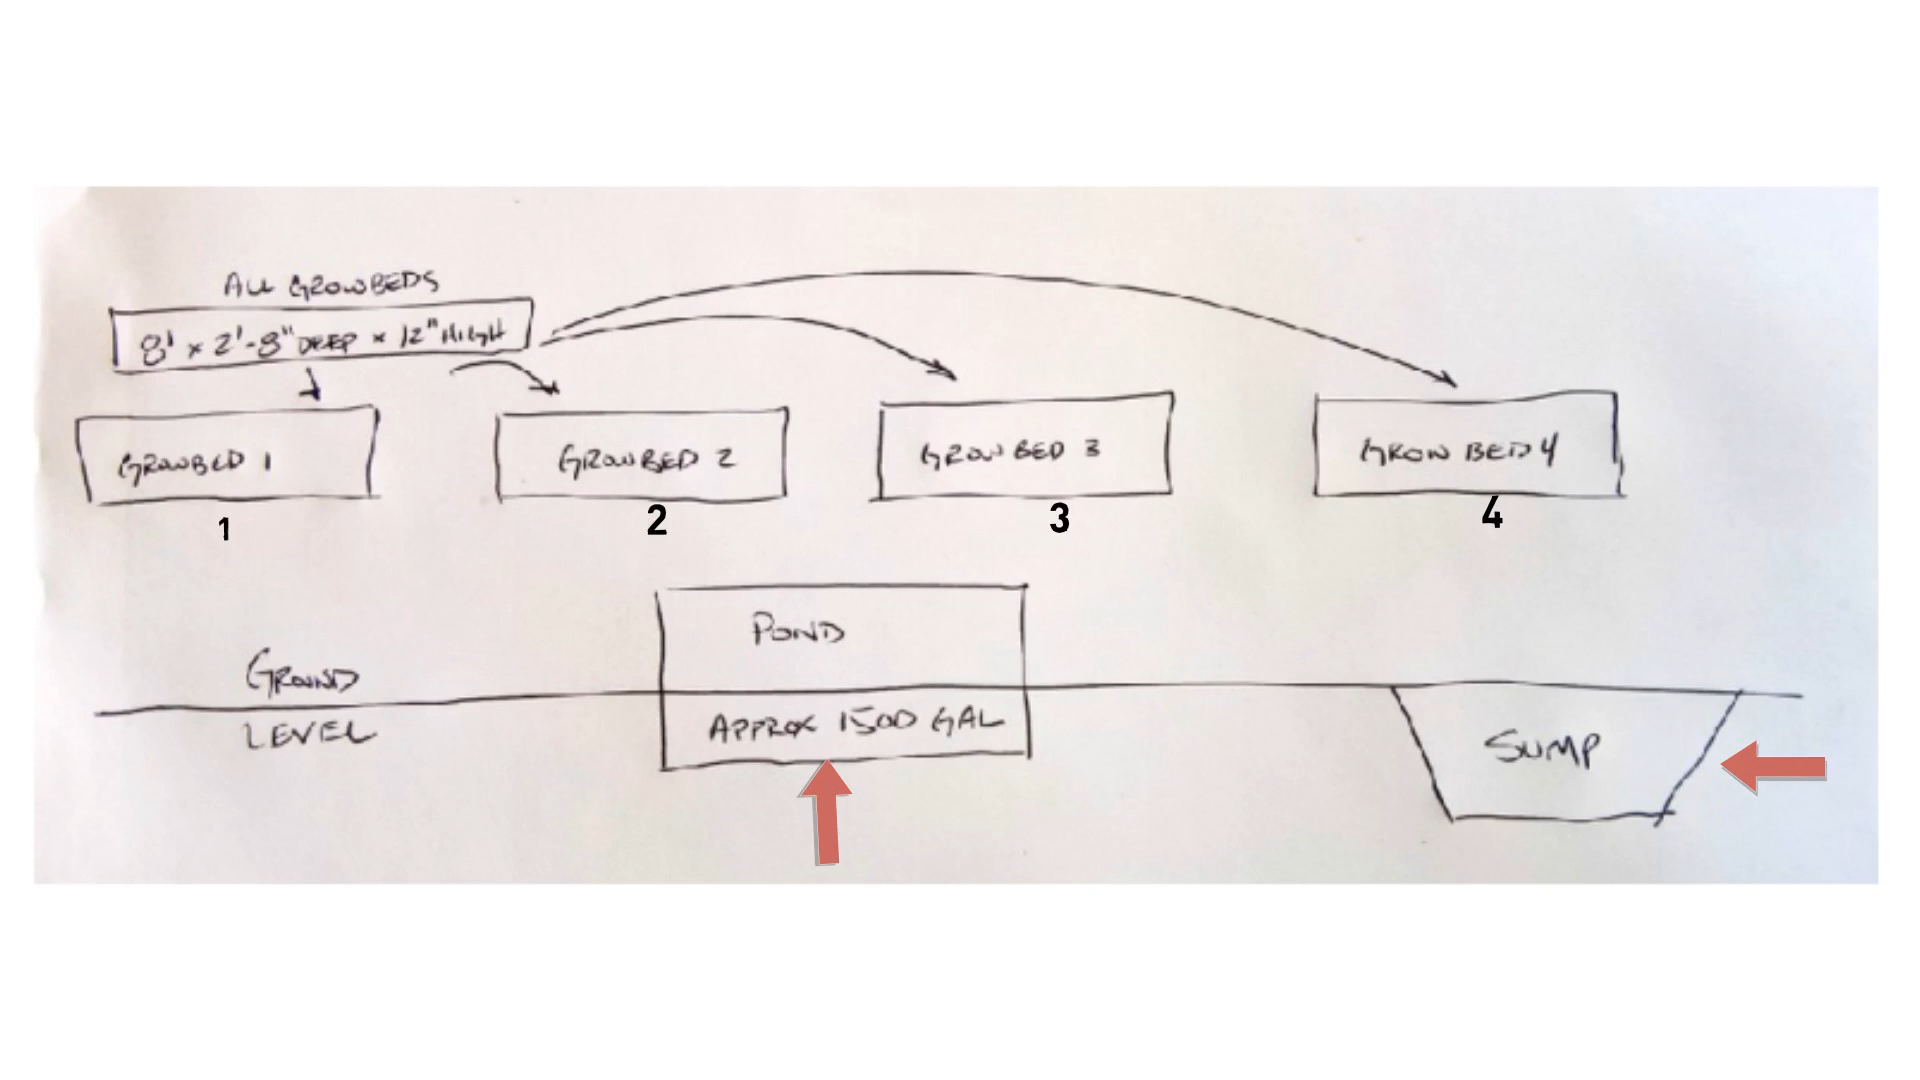 ALL GROWBEDS
8' x 2'-8" DEEP x 12" HIGH
GROWBED 1
GROWBED 2
GROWBED 3
GROWBED 4
1
2
3
4
POND
GROUND
LEVEL
APPROX 1500 GAL
SUMP